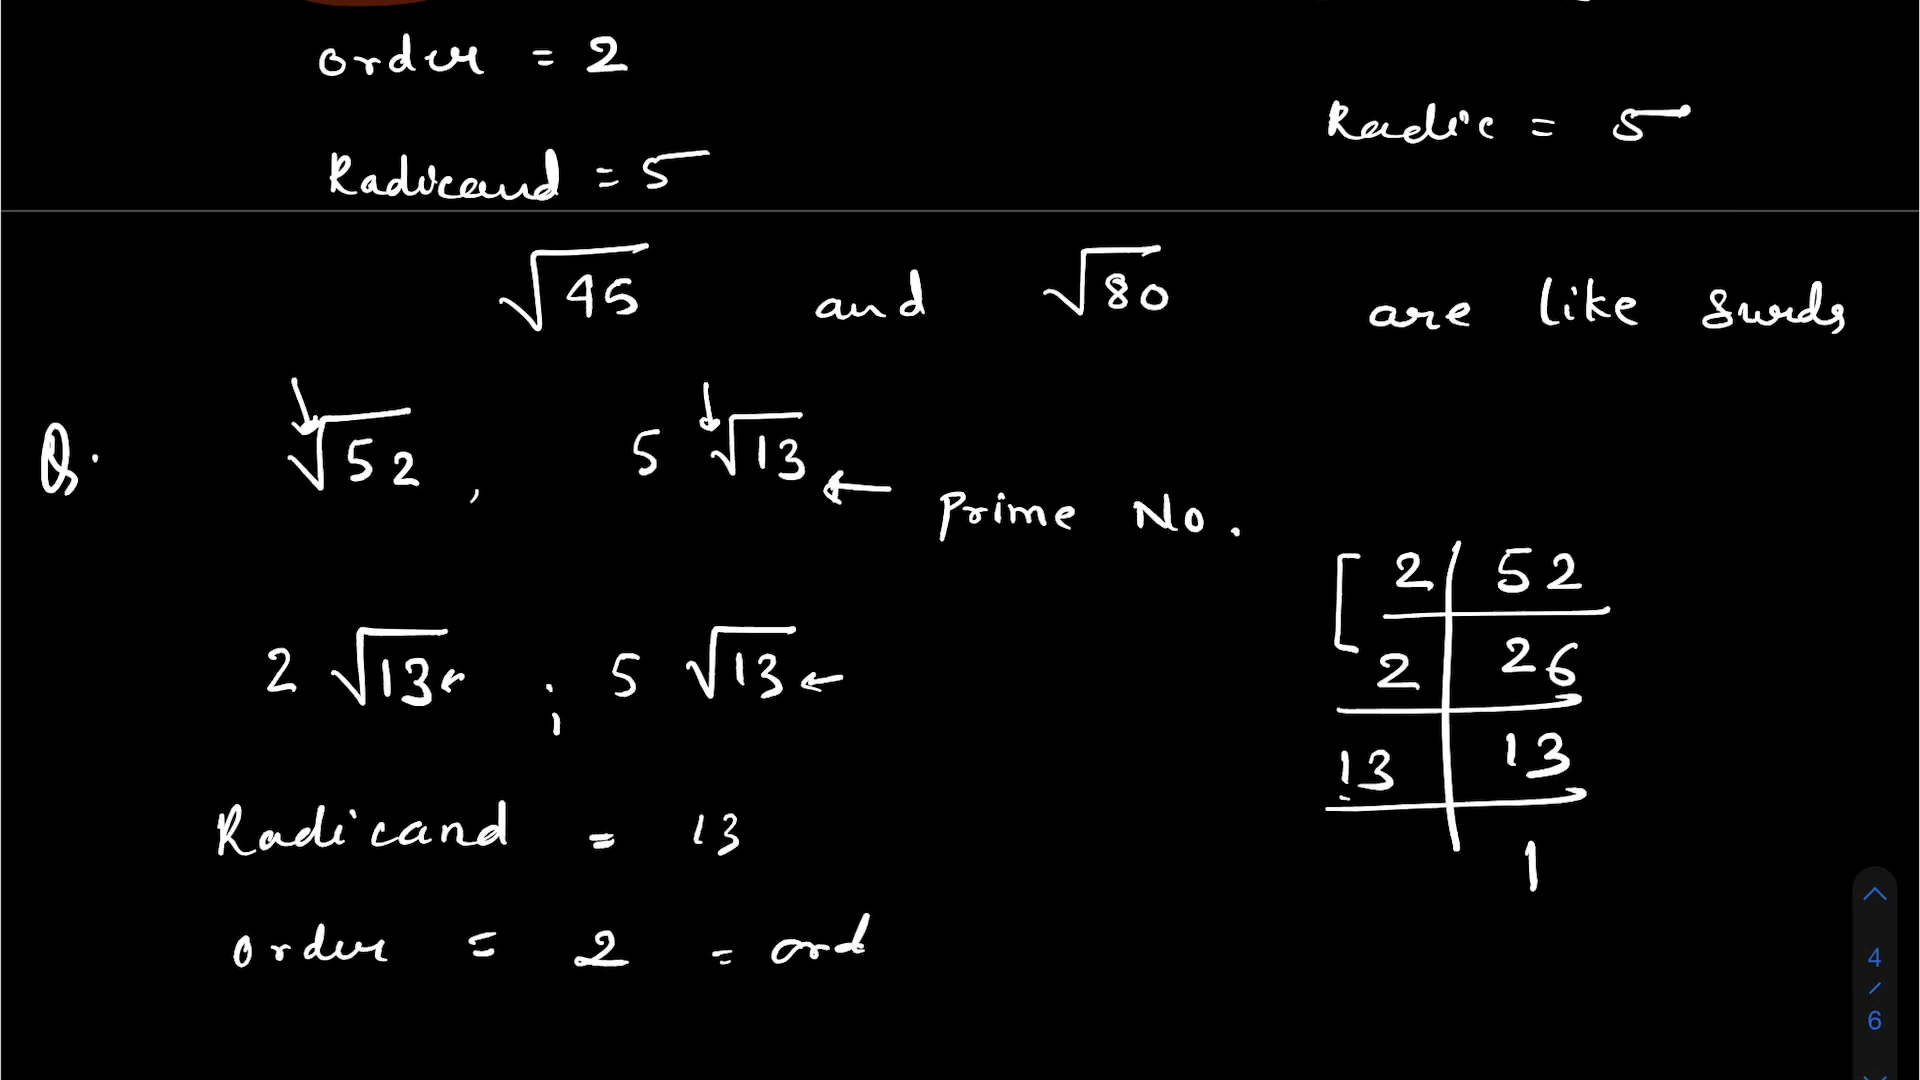 order = 2
Radic = 5
Radicand = 5
√45 and √80 are like surds
Q. √52 , 5 √13 ← Prime No.
2 | 52
2 | 26
13 | 13
1
2 √13 ← ; 5 √13 ←
Radicand = 13
order = 2 = ord
4
/
6